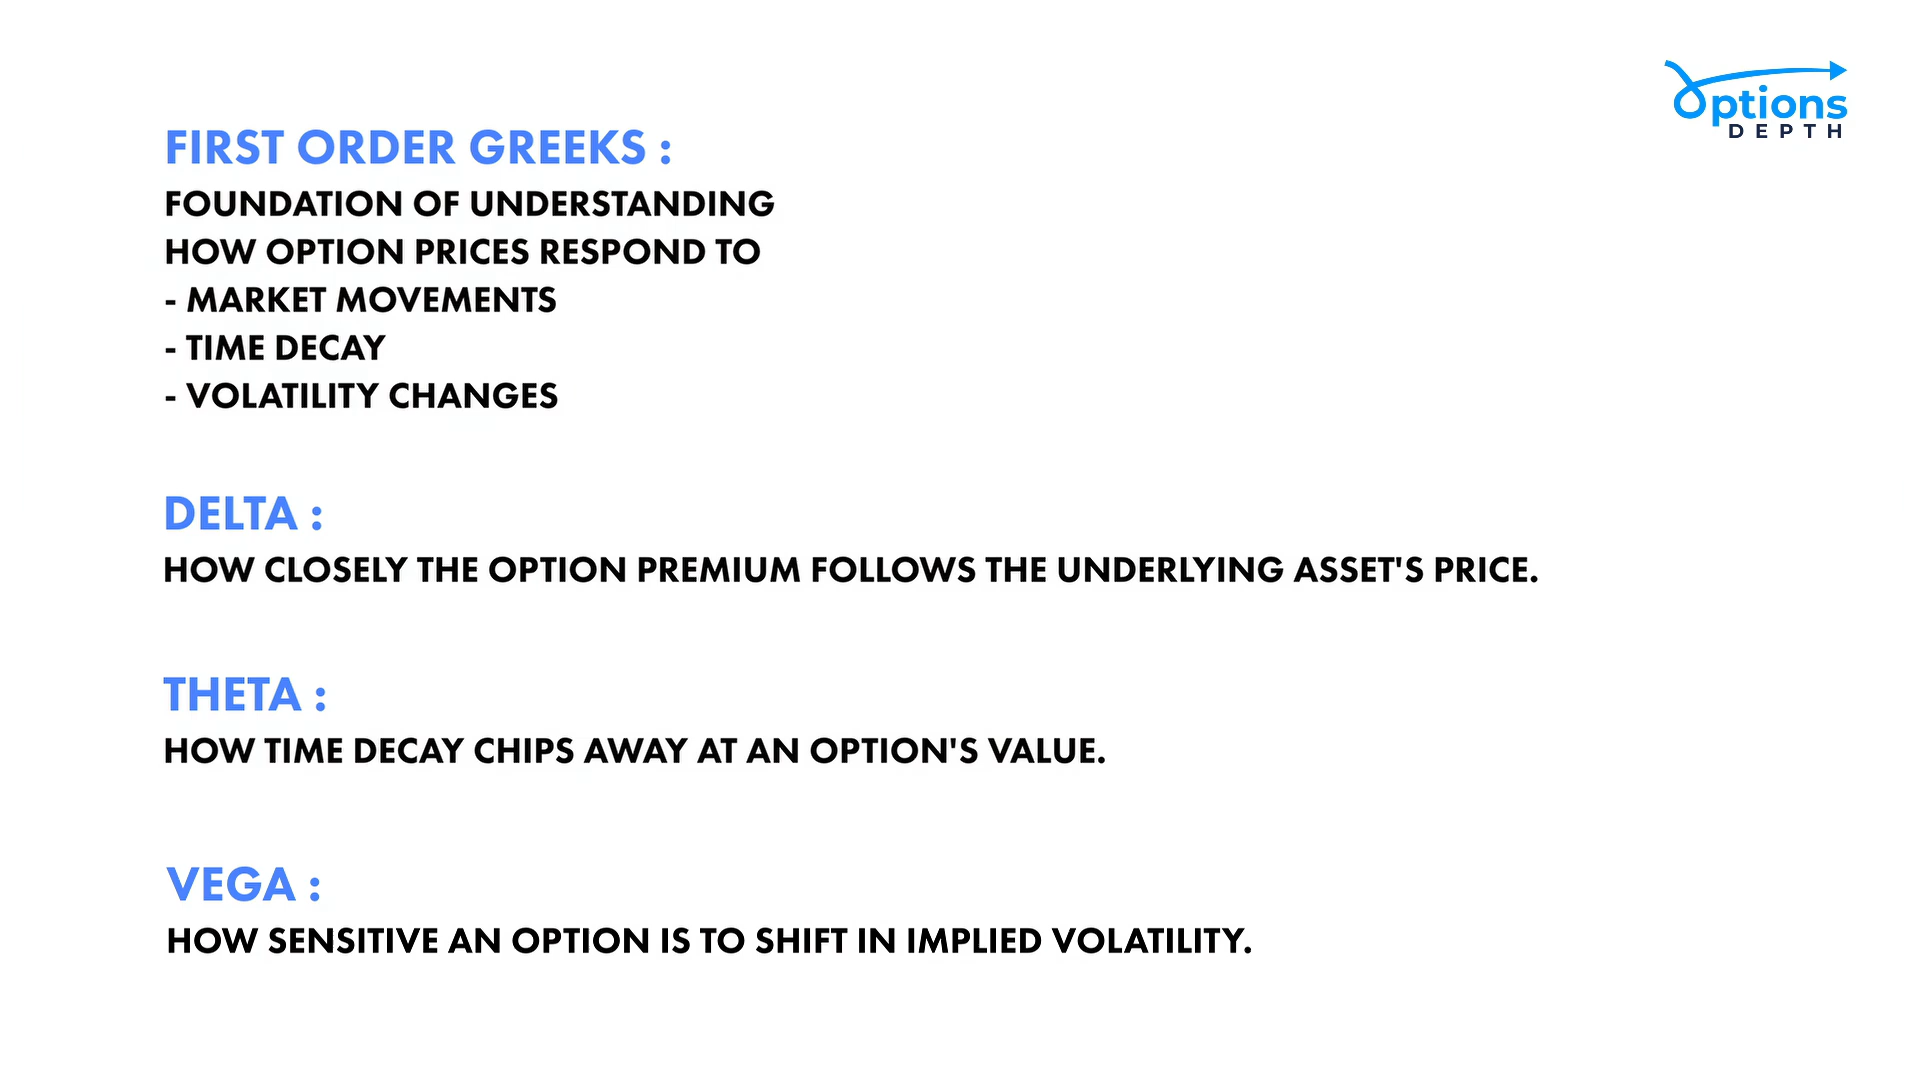 Options
DEPTH
FIRST ORDER GREEKS :
FOUNDATION OF UNDERSTANDING
HOW OPTION PRICES RESPOND TO
- MARKET MOVEMENTS
- TIME DECAY
- VOLATILITY CHANGES
DELTA :
HOW CLOSELY THE OPTION PREMIUM FOLLOWS THE UNDERLYING ASSET'S PRICE.
THETA :
HOW TIME DECAY CHIPS AWAY AT AN OPTION'S VALUE.
VEGA :
HOW SENSITIVE AN OPTION IS TO SHIFT IN IMPLIED VOLATILITY.